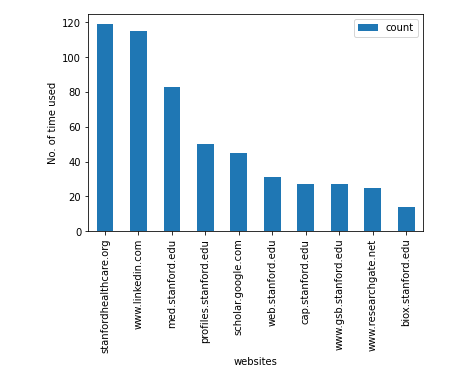 120
100
80
60
40
20
0
No. of time used
count
stanfordhealthcare.org
www.linkedin.com
med.stanford.edu
profiles.stanford.edu
scholar.google.com
web.stanford.edu
cap.stanford.edu
www.gsb.stanford.edu
www.researchgate.net
biox.stanford.edu
websites